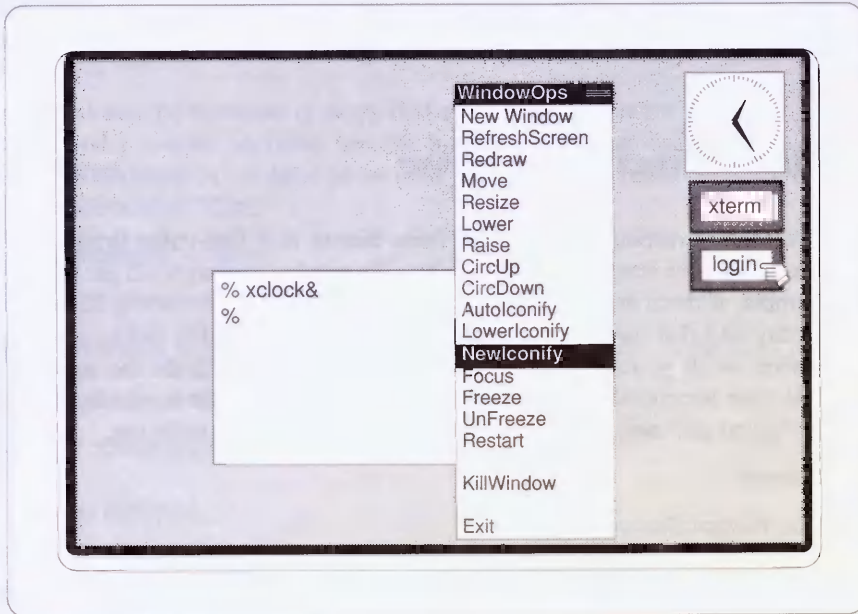 WindowOps
New Window
RefreshScreen
Redraw
Move
Resize
Lower
Raise
CircUp
CircDown
AutoIconify
LowerIconify
NewIconify
Focus
Freeze
UnFreeze
Restart
KillWindow
Exit
% xclock&
%
xterm
login